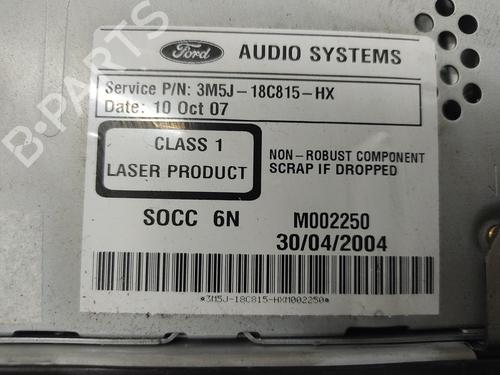 B-PARTS
Ford AUDIO SYSTEMS
Service P/N: 3M5J-18C815-HX
Date: 10 Oct 07
CLASS 1
LASER PRODUCT
NON-ROBUST COMPONENT
SCRAP IF DROPPED
SOCC 6N M002250
30/04/2004
*3M5J-18C815-HXM002250*